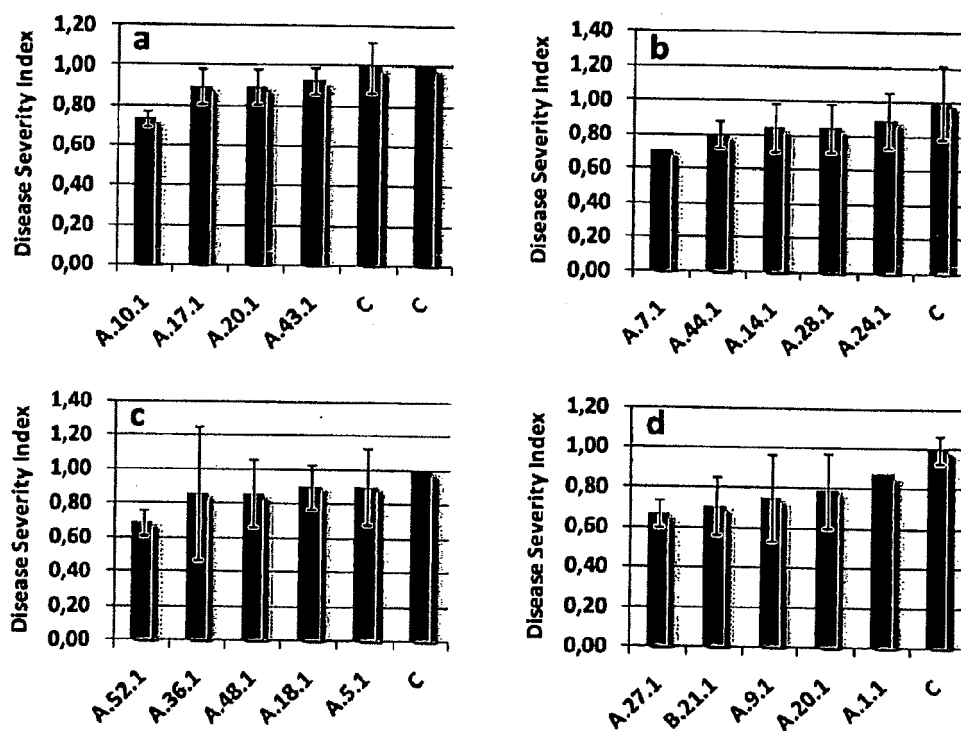 a
Disease Severity Index
1,20
1,00
0,80
0,60
0,40
0,20
0,00
A.10.1
A.17.1
A.20.1
A.43.1
C
C
b
Disease Severity Index
1,40
1,20
1,00
0,80
0,60
0,40
0,20
0,00
A.7.1
A.44.1
A.14.1
A.28.1
A.24.1
C
c
Disease Severity Index
1,40
1,20
1,00
0,80
0,60
0,40
0,20
0,00
A.52.1
A.36.1
A.48.1
A.18.1
A.5.1
C
d
Disease Severity Index
1,20
1,00
0,80
0,60
0,40
0,20
0,00
A.27.1
B.21.1
A.9.1
A.20.1
A.1.1
C